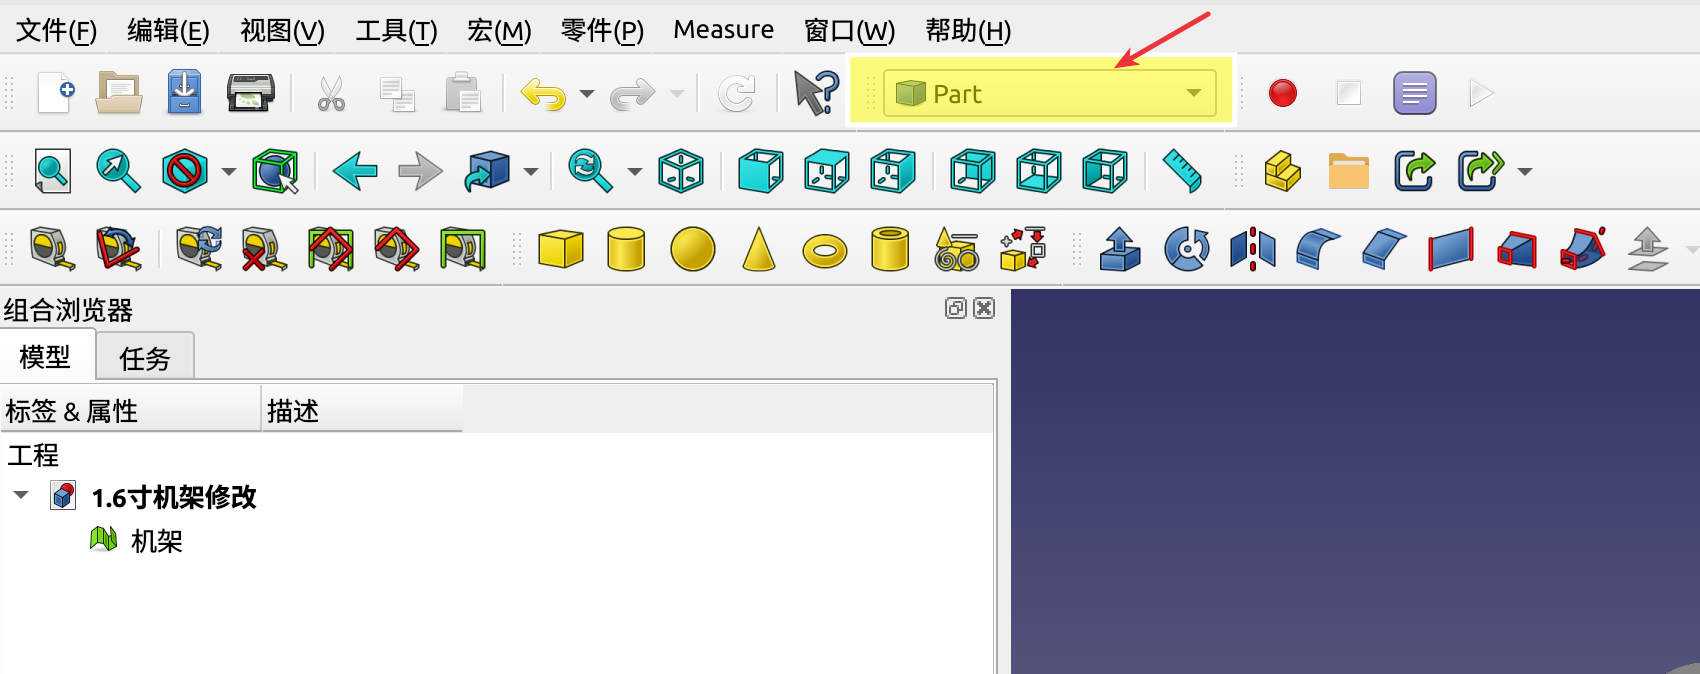 文件(F) 编辑(E) 视图(V) 工具(T) 宏(M) 零件(P) Measure 窗口(W) 帮助(H)
Part
组合浏览器
模型 任务
标签 & 属性 描述
工程
1.6寸机架修改
机架